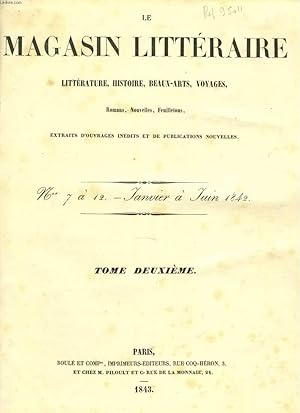 LE
MAGASIN LITTÉRAIRE
LITTÉRATURE, HISTOIRE, BEAUX-ARTS, VOYAGES,
Romans, Nouvelles, Feuilletons,
EXTRAITS D'OUVRAGES INÉDITS ET DE PUBLICATIONS NOUVELLES.
Nos 7 à 12. — Janvier à Juin 1842.
TOME DEUXIÈME.
PARIS,
BOULÉ ET COMPie, IMPRIMEURS-ÉDITEURS, RUE COQ-HÉRON, 3,
ET CHEZ M. PILOULT ET Ce RUE DE LA MONNAIE, 24.
1843.